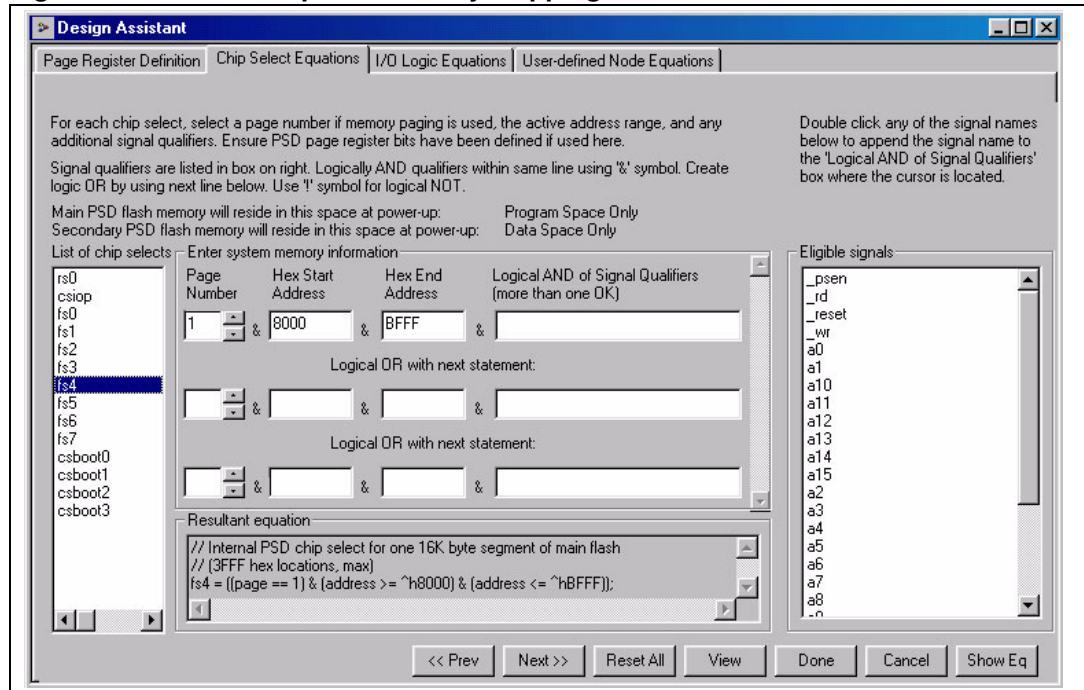 Design Assistant
Page Register Definition Chip Select Equations I/O Logic Equations User-defined Node Equations
For each chip select, select a page number if memory paging is used, the active address range, and any
additional signal qualifiers. Ensure PSD page register bits have been defined if used here.
Signal qualifiers are listed in box on right. Logically AND qualifiers within same line using '&' symbol. Create
logic OR by using next line below. Use '!' symbol for logical NOT.
Double click any of the signal names
below to append the signal name to
the 'Logical AND of Signal Qualifiers'
box where the cursor is located.
Main PSD flash memory will reside in this space at power-up: Program Space Only
Secondary PSD flash memory will reside in this space at power-up: Data Space Only
List of chip selects
rs0
csiop
fs0
fs1
fs2
fs3
fs4
fs5
fs6
fs7
csboot0
csboot1
csboot2
csboot3
Enter system memory information
Page Number
Hex Start Address
Hex End Address
Logical AND of Signal Qualifiers
(more than one OK)
1 & 8000 & BFFF &
Logical OR with next statement:
& & &
Logical OR with next statement:
& & &
Resultant equation
// Internal PSD chip select for one 16K byte segment of main flash
// (3FFF hex locations, max)
fs4 = ((page == 1) & (address >= ^h8000) & (address <= ^hBFFF));
Eligible signals
_psen
_rd
_reset
_wr
a0
a1
a10
a11
a12
a13
a14
a15
a2
a3
a4
a5
a6
a7
a8
<< Prev Next >> Reset All View Done Cancel Show Eq